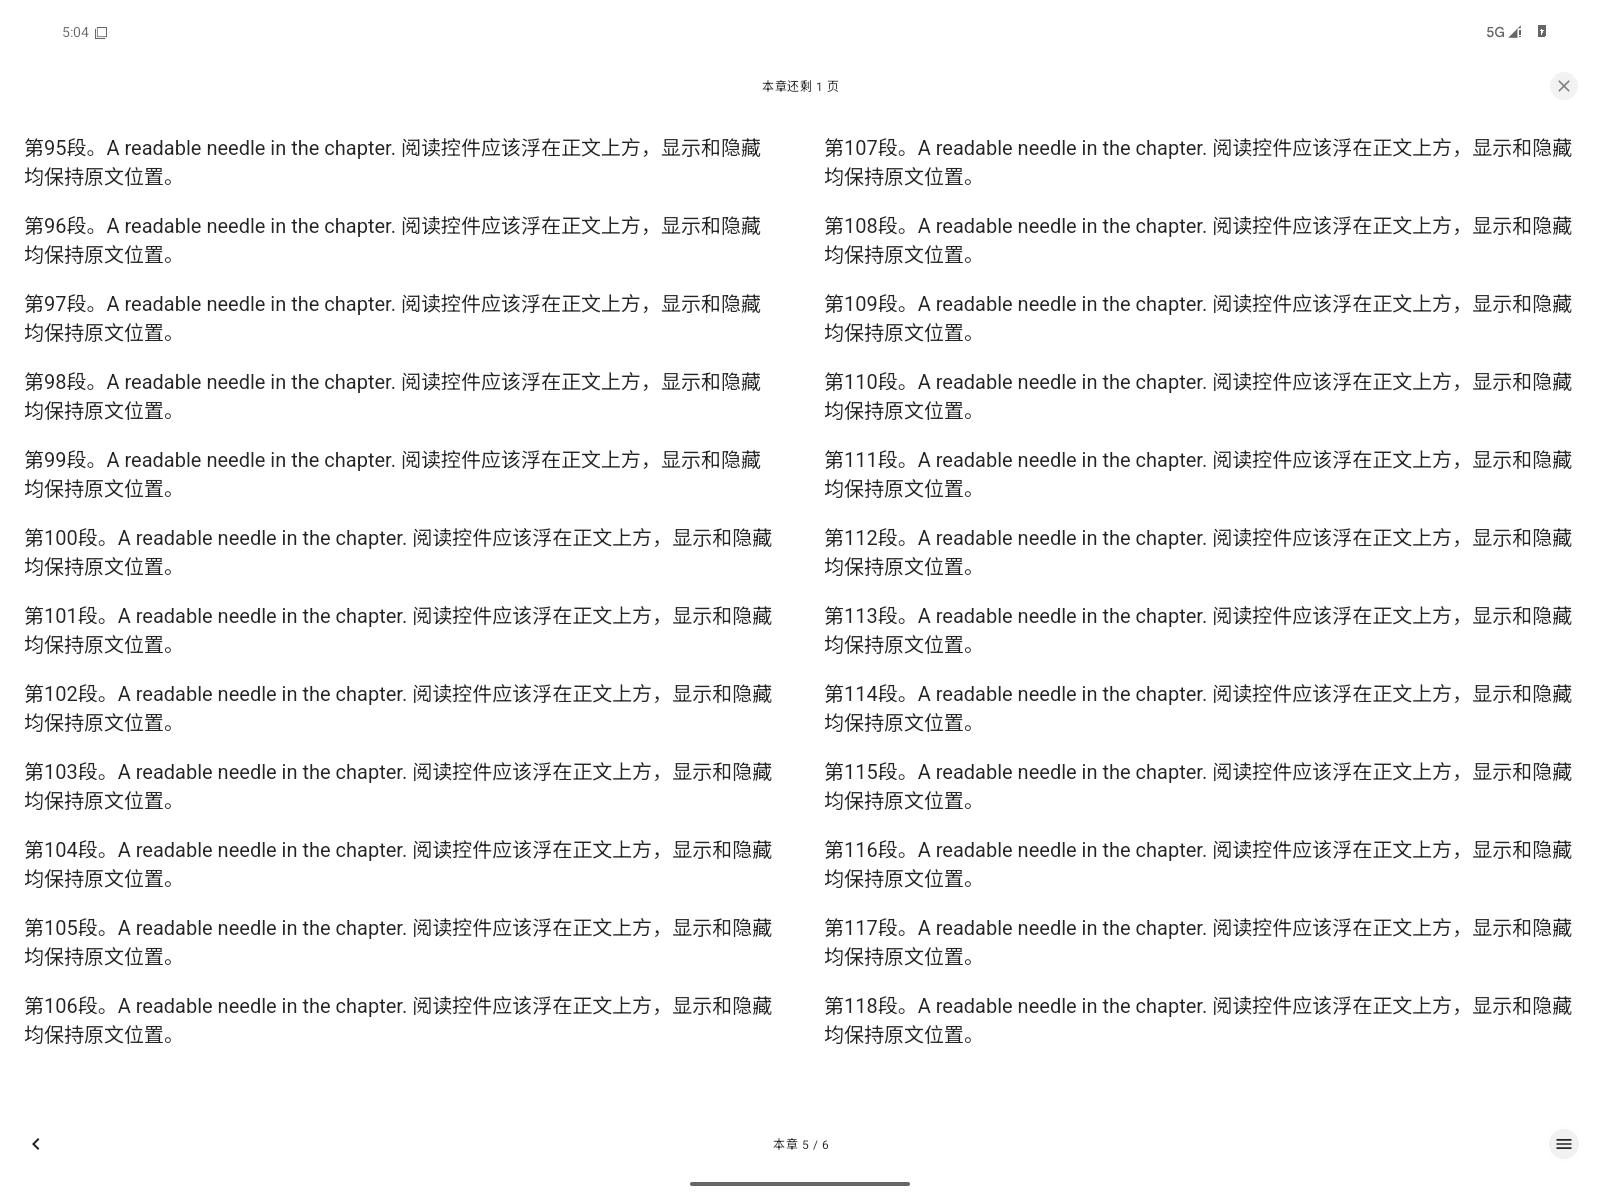 5:04
5G
本章还剩 1 页
第95段。A readable needle in the chapter. 阅读控件应该浮在正文上方，显示和隐藏
均保持原文位置。
第96段。A readable needle in the chapter. 阅读控件应该浮在正文上方，显示和隐藏
均保持原文位置。
第97段。A readable needle in the chapter. 阅读控件应该浮在正文上方，显示和隐藏
均保持原文位置。
第98段。A readable needle in the chapter. 阅读控件应该浮在正文上方，显示和隐藏
均保持原文位置。
第99段。A readable needle in the chapter. 阅读控件应该浮在正文上方，显示和隐藏
均保持原文位置。
第100段。A readable needle in the chapter. 阅读控件应该浮在正文上方，显示和隐藏
均保持原文位置。
第101段。A readable needle in the chapter. 阅读控件应该浮在正文上方，显示和隐藏
均保持原文位置。
第102段。A readable needle in the chapter. 阅读控件应该浮在正文上方，显示和隐藏
均保持原文位置。
第103段。A readable needle in the chapter. 阅读控件应该浮在正文上方，显示和隐藏
均保持原文位置。
第104段。A readable needle in the chapter. 阅读控件应该浮在正文上方，显示和隐藏
均保持原文位置。
第105段。A readable needle in the chapter. 阅读控件应该浮在正文上方，显示和隐藏
均保持原文位置。
第106段。A readable needle in the chapter. 阅读控件应该浮在正文上方，显示和隐藏
均保持原文位置。
第107段。A readable needle in the chapter. 阅读控件应该浮在正文上方，显示和隐藏
均保持原文位置。
第108段。A readable needle in the chapter. 阅读控件应该浮在正文上方，显示和隐藏
均保持原文位置。
第109段。A readable needle in the chapter. 阅读控件应该浮在正文上方，显示和隐藏
均保持原文位置。
第110段。A readable needle in the chapter. 阅读控件应该浮在正文上方，显示和隐藏
均保持原文位置。
第111段。A readable needle in the chapter. 阅读控件应该浮在正文上方，显示和隐藏
均保持原文位置。
第112段。A readable needle in the chapter. 阅读控件应该浮在正文上方，显示和隐藏
均保持原文位置。
第113段。A readable needle in the chapter. 阅读控件应该浮在正文上方，显示和隐藏
均保持原文位置。
第114段。A readable needle in the chapter. 阅读控件应该浮在正文上方，显示和隐藏
均保持原文位置。
第115段。A readable needle in the chapter. 阅读控件应该浮在正文上方，显示和隐藏
均保持原文位置。
第116段。A readable needle in the chapter. 阅读控件应该浮在正文上方，显示和隐藏
均保持原文位置。
第117段。A readable needle in the chapter. 阅读控件应该浮在正文上方，显示和隐藏
均保持原文位置。
第118段。A readable needle in the chapter. 阅读控件应该浮在正文上方，显示和隐藏
均保持原文位置。
本章 5 / 6